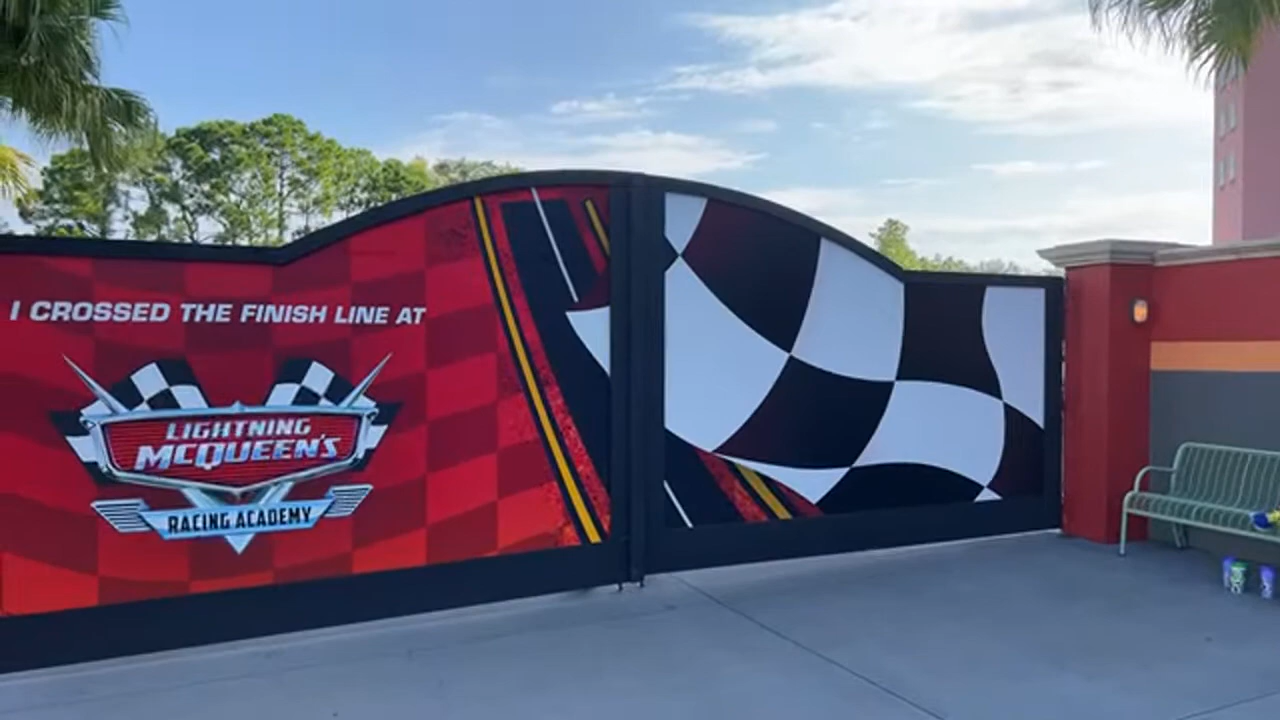 I CROSSED THE FINISH LINE AT
LIGHTNING
MCQUEEN'S
RACING ACADEMY